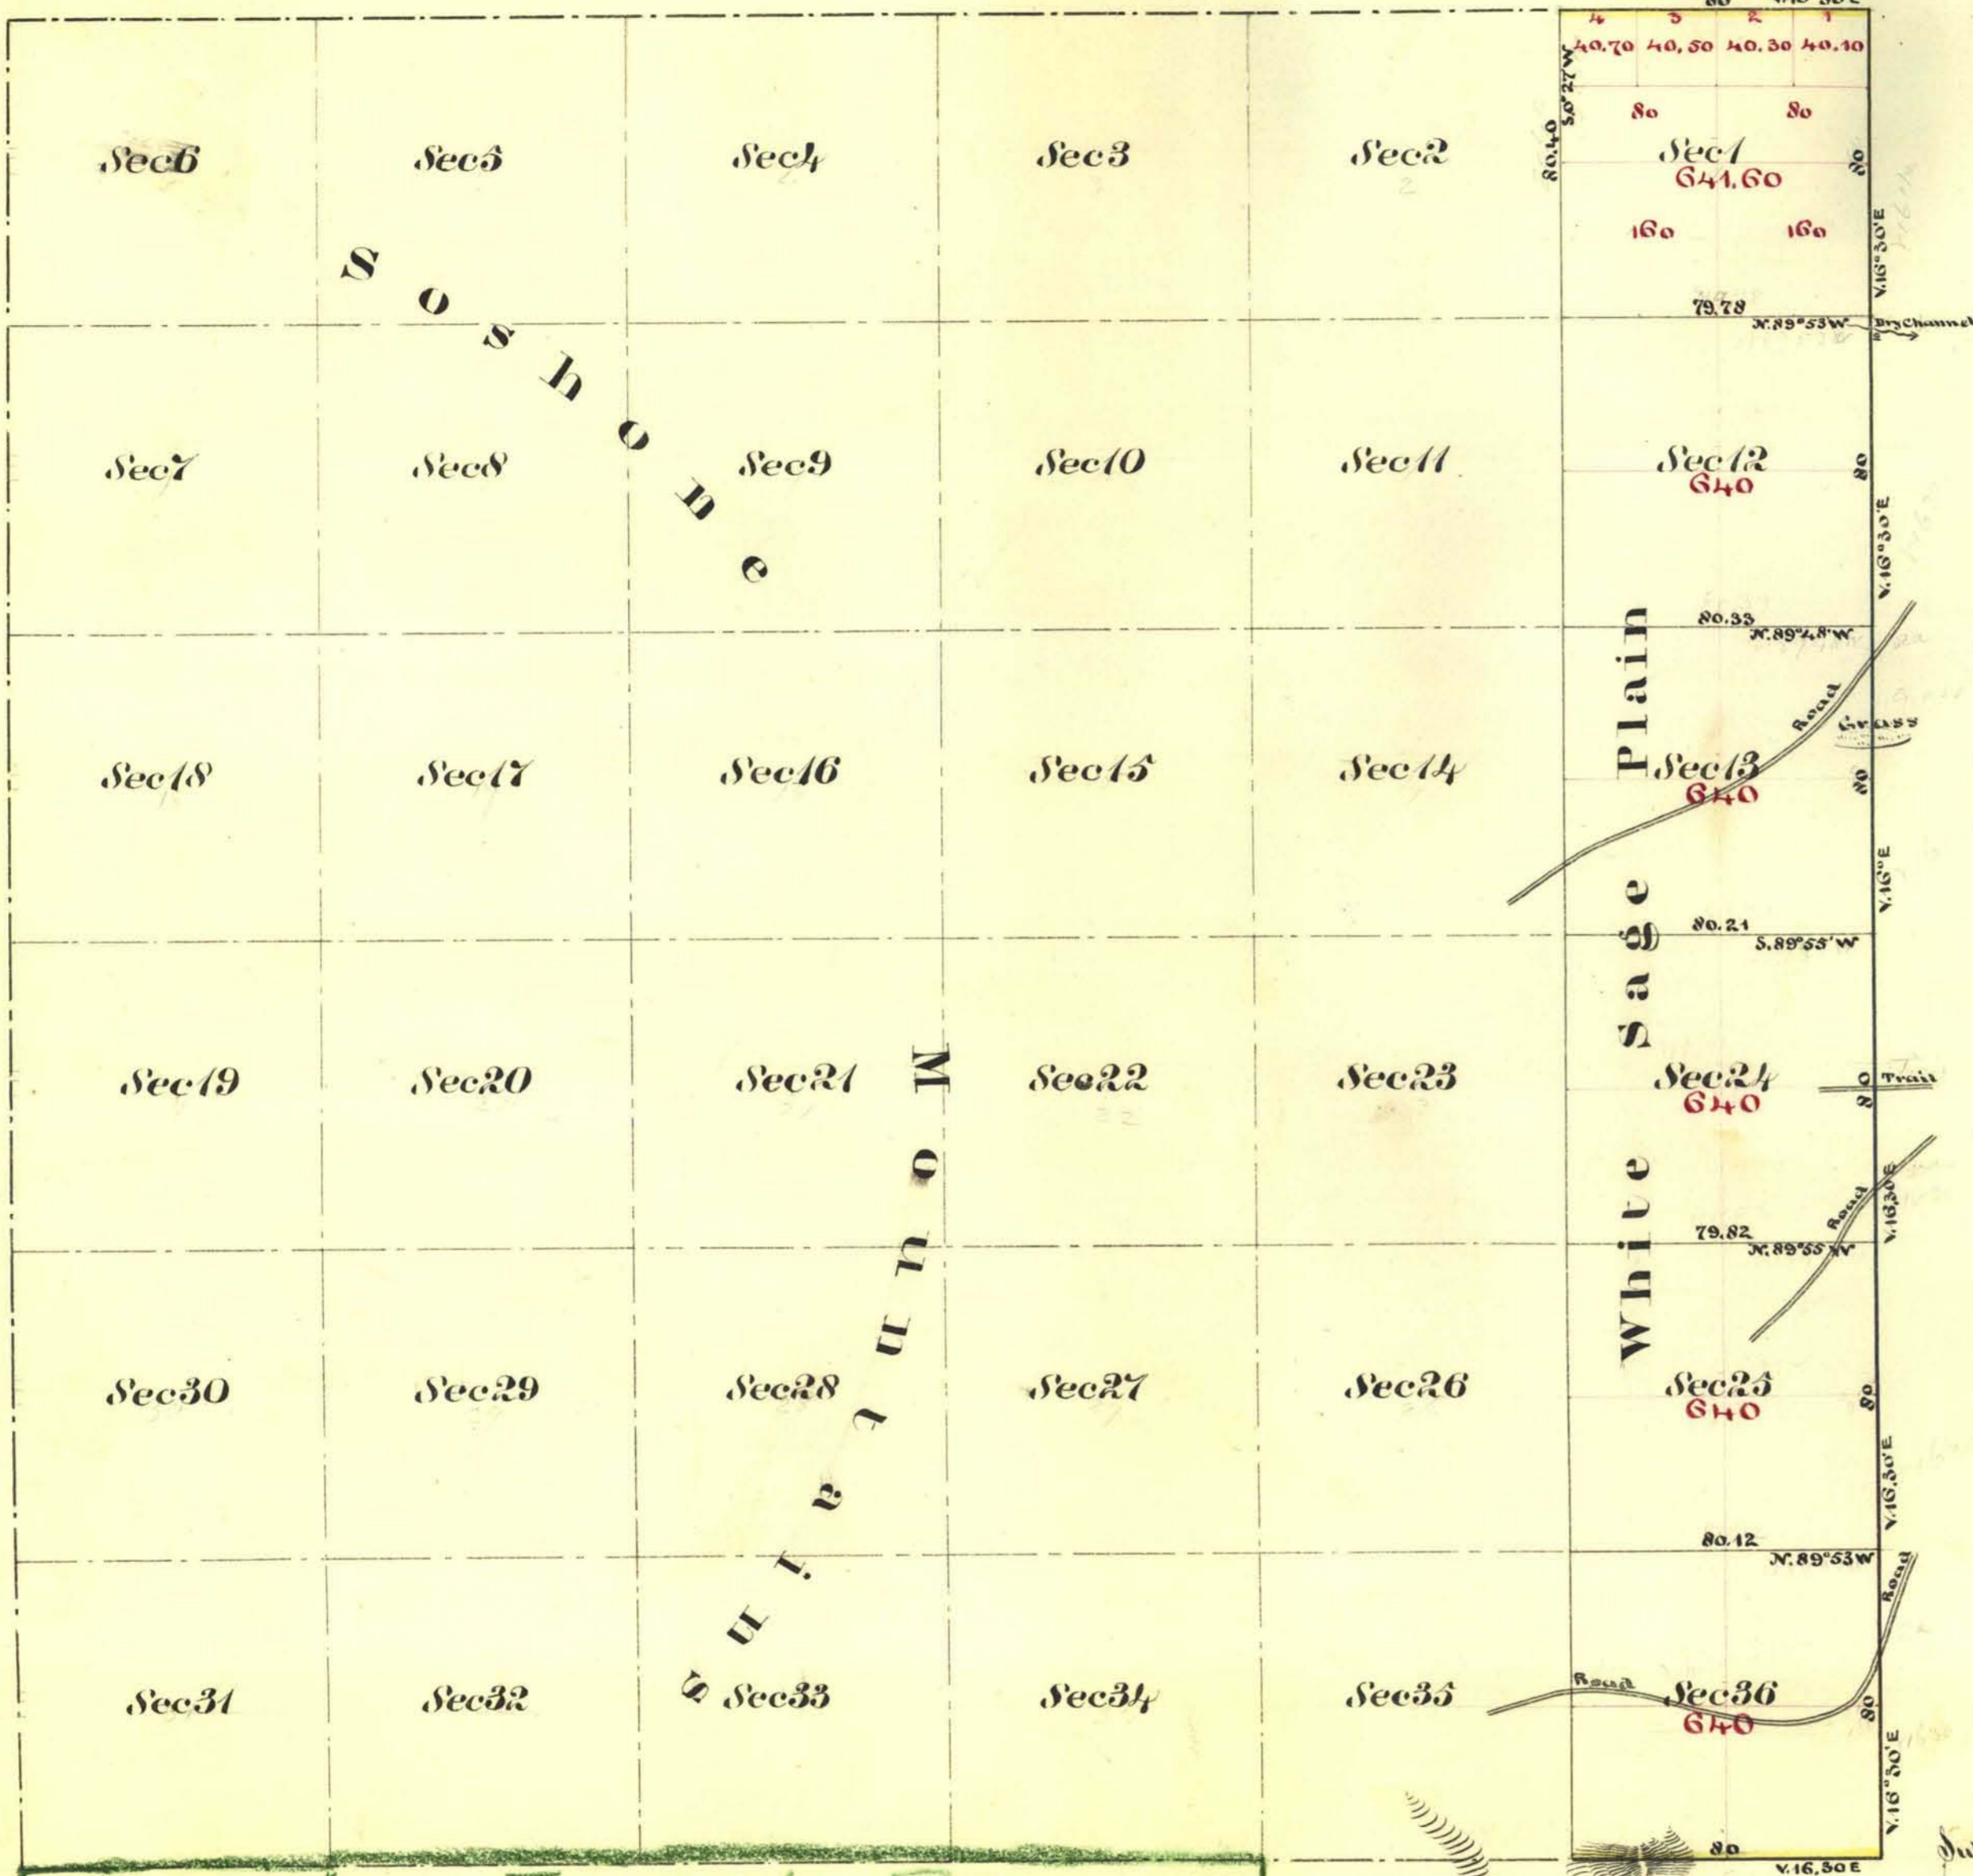 80 V.16°30'E
4 3 2 1
40.70 40.50 40.30 40.10
S.0°27'W
80.40
80 80
Sec6 Sec5 Sec4 Sec3 Sec2 Sec1
641.60
80
160 160
V.16°30'E
Soshone
79.78
N.89°53'W
Dry Channel
Sec7 Sec8 Sec9 Sec10 Sec11 Sec12
640
80
V.16°30'E
80.33
N.89°48'W
Road
Grass
Sec18 Sec17 Sec16 Sec15 Sec14 Sec13
640
80
V.16°E
White Sage Plain
80.21
S.89°55'W
Mountains
Sec19 Sec20 Sec21 Sec22 Sec23 Sec24
640
80
Trail
Road
V.16,30'E
79.82
N.89°55'W
Sec30 Sec29 Sec28 Sec27 Sec26 Sec25
640
80
V.16,30'E
80.12
N.89°53'W
Road
Road
Sec31 Sec32 Sec33 Sec34 Sec35 Sec36
640
80
V.16°30'E
80
V.16,30E